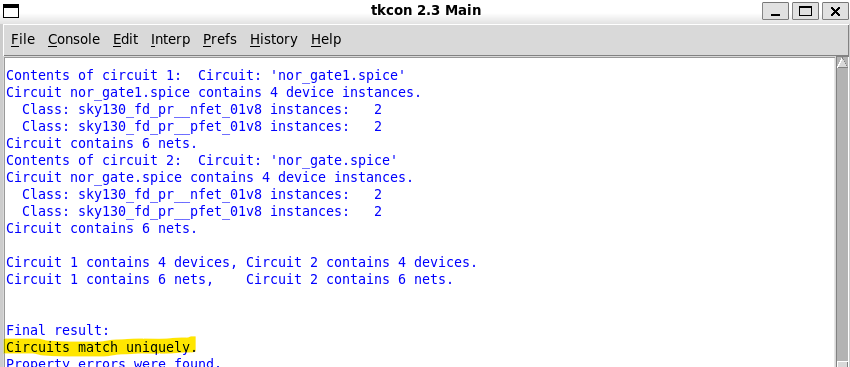 tkcon 2.3 Main
File Console Edit Interp Prefs History Help
Contents of circuit 1:  Circuit: 'nor_gate1.spice'
Circuit nor_gate1.spice contains 4 device instances.
  Class: sky130_fd_pr__nfet_01v8 instances:   2
  Class: sky130_fd_pr__pfet_01v8 instances:   2
Circuit contains 6 nets.
Contents of circuit 2:  Circuit: 'nor_gate.spice'
Circuit nor_gate.spice contains 4 device instances.
  Class: sky130_fd_pr__nfet_01v8 instances:   2
  Class: sky130_fd_pr__pfet_01v8 instances:   2
Circuit contains 6 nets.
Circuit 1 contains 4 devices, Circuit 2 contains 4 devices.
Circuit 1 contains 6 nets,    Circuit 2 contains 6 nets.
Final result:
Circuits match uniquely.
Property errors were found.